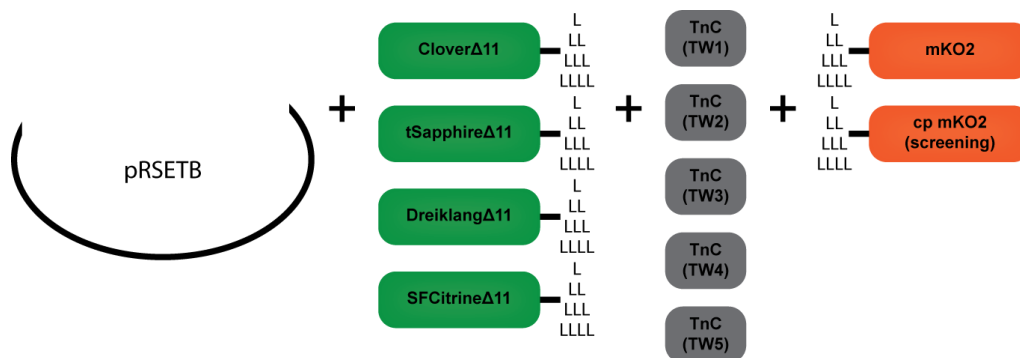 pRSETB
+
CloverΔ11
L
LL
LLL
LLLL
tSapphireΔ11
L
LL
LLL
LLLL
DreiklangΔ11
L
LL
LLL
LLLL
SFCitrineΔ11
L
LL
LLL
LLLL
+
TnC
(TW1)
TnC
(TW2)
TnC
(TW3)
TnC
(TW4)
TnC
(TW5)
+
L
LL
LLL
LLLL
mKO2
L
LL
LLL
LLLL
cp mKO2
(screening)